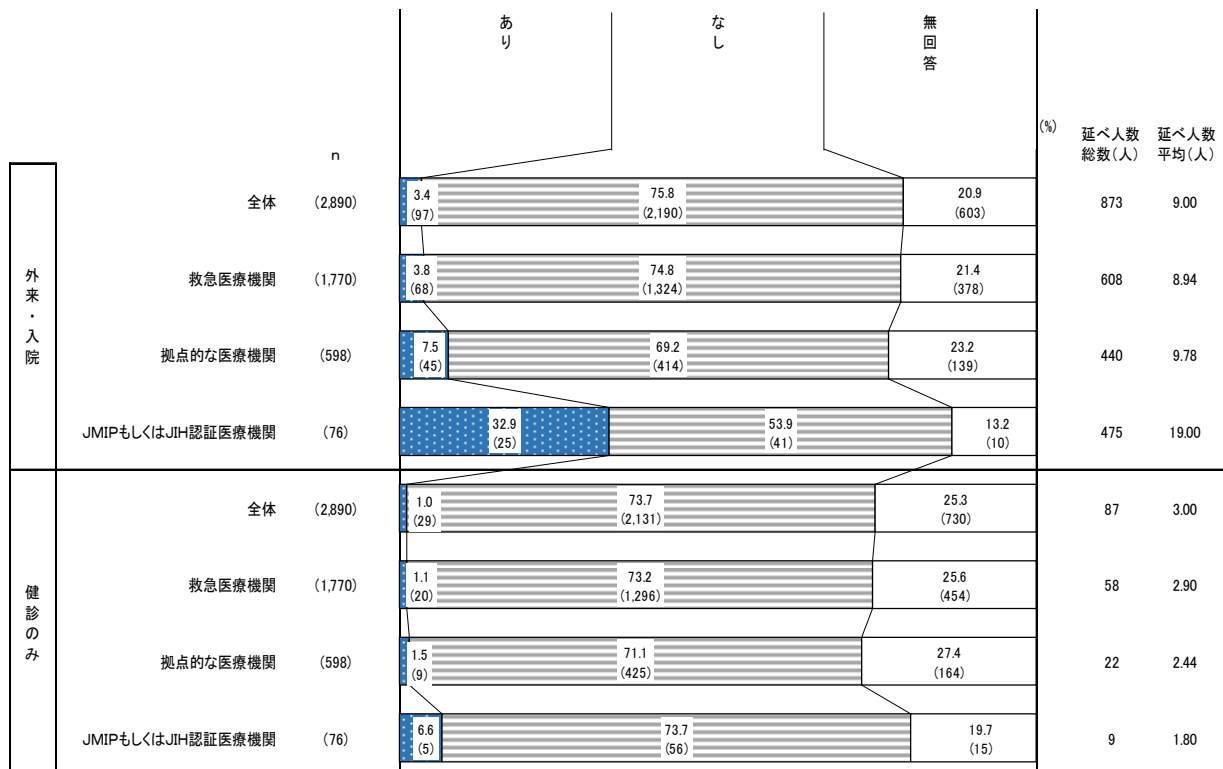 あり
なし
無回答
(%)
延べ人数
総数(人)
延べ人数
平均(人)
n
外来・入院
全体 (2,890) 3.4 75.8 20.9 873 9.00
(97) (2,190) (603)
救急医療機関 (1,770) 3.8 74.8 21.4 608 8.94
(68) (1,324) (378)
拠点的な医療機関 (598) 7.5 69.2 23.2 440 9.78
(45) (414) (139)
JMIPもしくはJIH認証医療機関 (76) 32.9 53.9 13.2 475 19.00
(25) (41) (10)
健診のみ
全体 (2,890) 1.0 73.7 25.3 87 3.00
(29) (2,131) (730)
救急医療機関 (1,770) 1.1 73.2 25.6 58 2.90
(20) (1,296) (454)
拠点的な医療機関 (598) 1.5 71.1 27.4 22 2.44
(9) (425) (164)
JMIPもしくはJIH認証医療機関 (76) 6.6 73.7 19.7 9 1.80
(5) (56) (15)